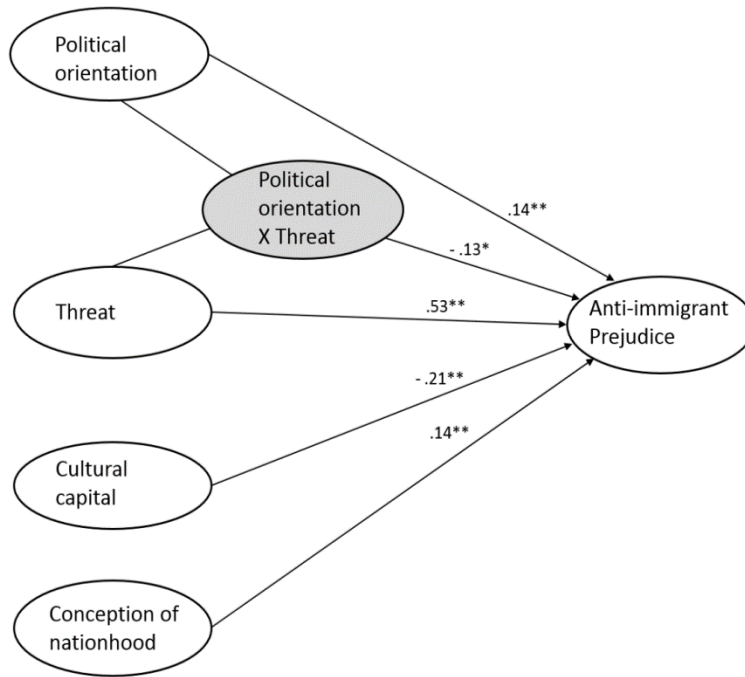 Political
orientation
Political
orientation
X Threat
.14**
- .13*
Threat
.53**
Anti-immigrant
Prejudice
- .21**
.14**
Cultural
capital
Conception of
nationhood